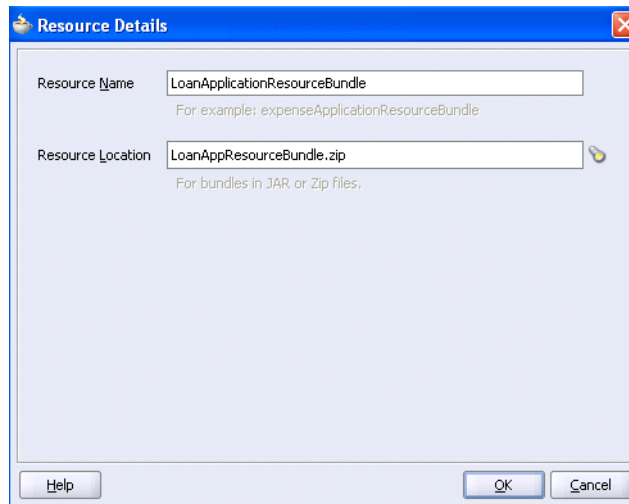 Resource Details
Resource Name LoanApplicationResourceBundle
For example: expenseApplicationResourceBundle
Resource Location LoanAppResourceBundle.zip
For bundles in JAR or Zip files.
Help OK Cancel